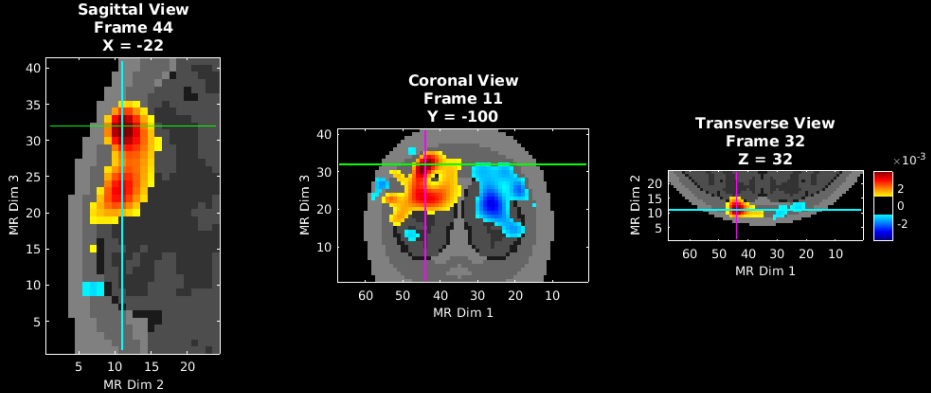 Sagittal View
Frame 44
X = -22
40
35
30
25
20
15
10
5
MR Dim 3
5
10
15
20
MR Dim 2
Coronal View
Frame 11
Y = -100
40
30
20
10
MR Dim 3
60
50
40
30
20
10
MR Dim 1
Transverse View
Frame 32
Z = 32
20
15
10
5
MR Dim 2
60
50
40
30
20
10
MR Dim 1
×10⁻³
2
0
-2